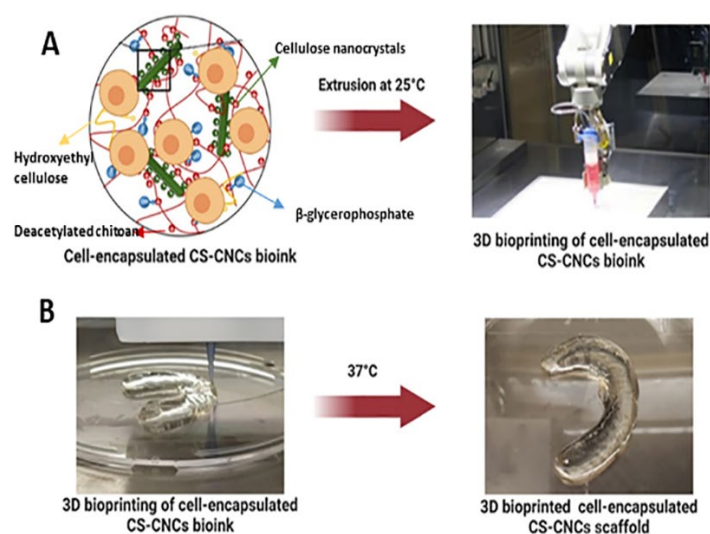 A
Cellulose nanocrystals
Extrusion at 25°C
Hydroxyethyl
cellulose
β-glycerophosphate
Deacetylated chitoan
Cell-encapsulated CS-CNCs bioink
3D bioprinting of cell-encapsulated
CS-CNCs bioink
B
37°C
3D bioprinting of cell-encapsulated
CS-CNCs bioink
3D bioprinted cell-encapsulated
CS-CNCs scaffold